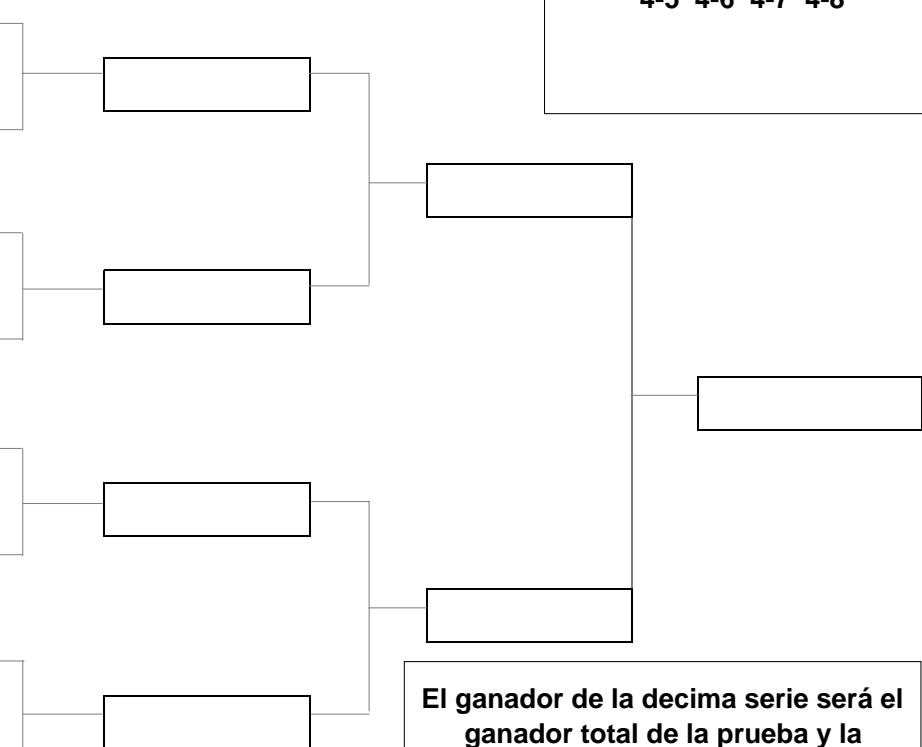 4-5 4-6 4-7 4-8
El ganador de la decima serie será el
ganador total de la prueba y la